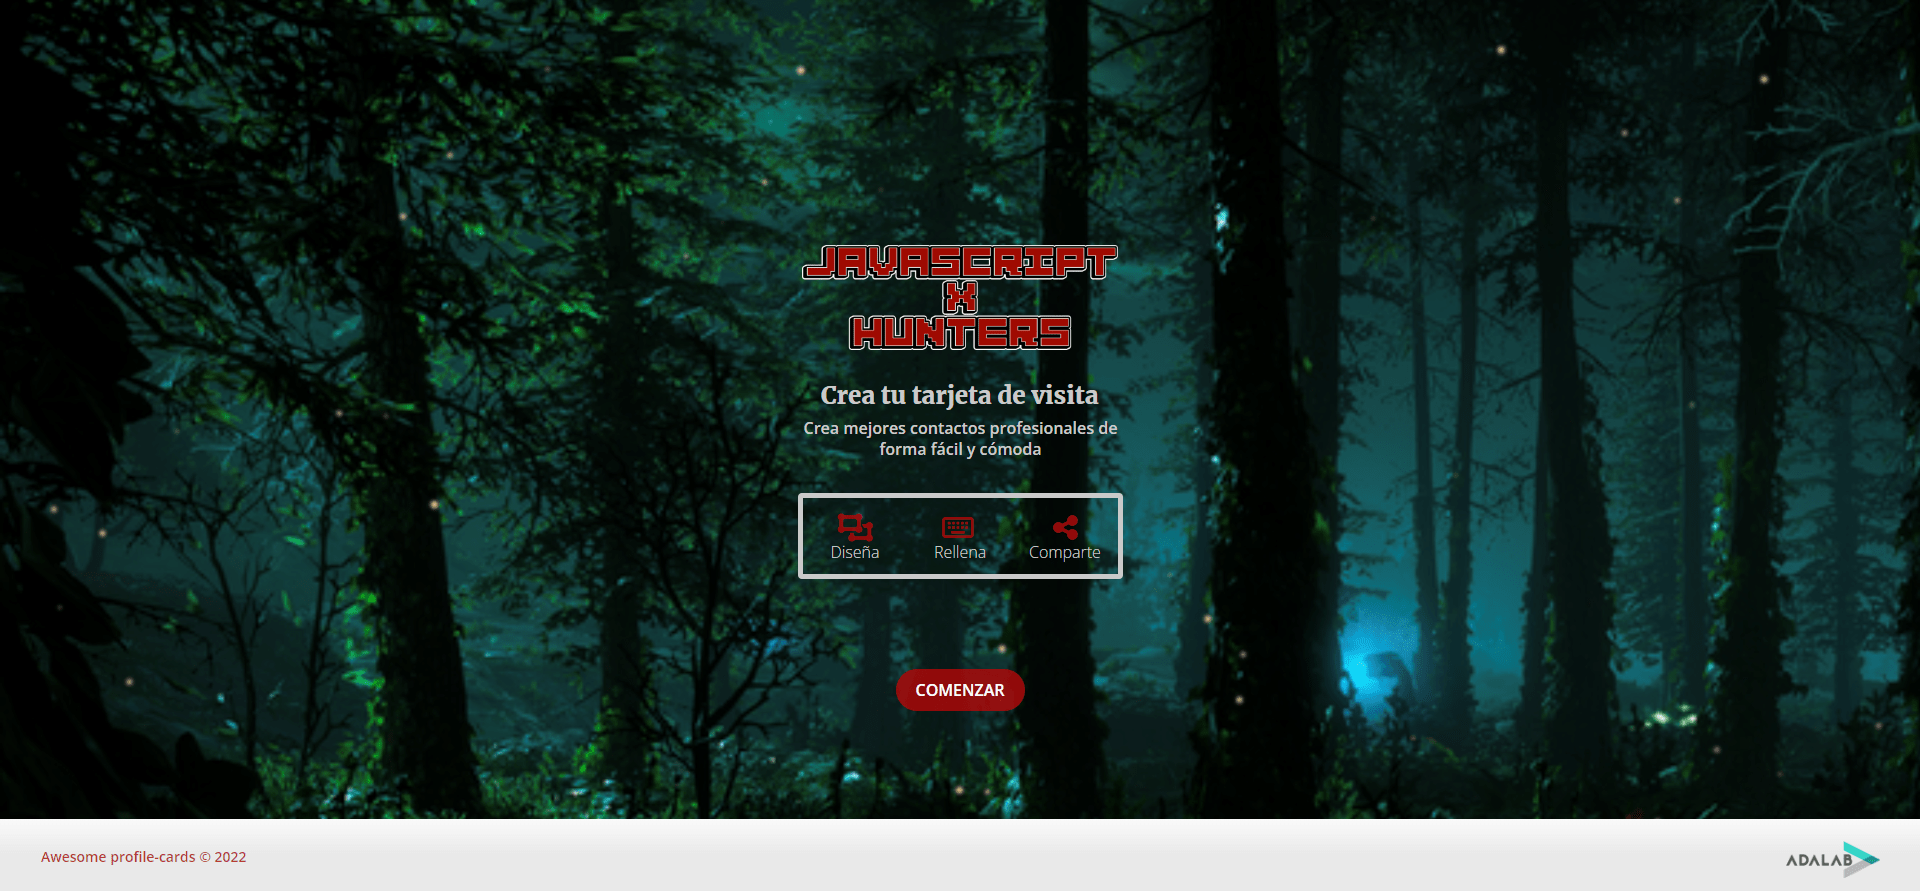 JAVASCRIPT
X
HUNTERS
Crea tu tarjeta de visita
Crea mejores contactos profesionales de
forma fácil y cómoda
Diseña
Rellena
Comparte
COMENZAR
Awesome profile-cards © 2022
ADALAB